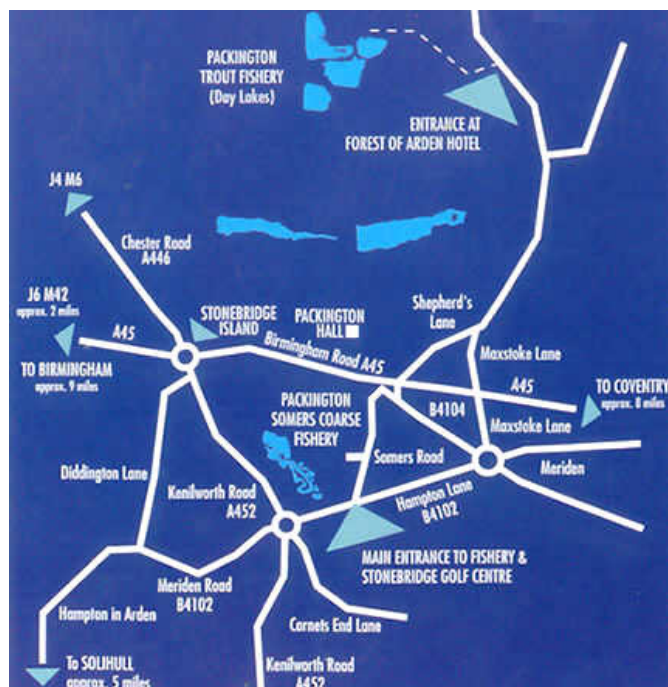 PACKINGTON
TROUT FISHERY
(Day Lakes)
ENTRANCE AT
FOREST OF ARDEN HOTEL
J4 M6
Chester Road
A446
J6 M42
approx. 2 miles
A45
STONEBRIDGE
ISLAND
PACKINGTON
HALL
Shepherd's
Lane
Birmingham Road A45
Maxstoke Lane
TO BIRMINGHAM
approx. 9 miles
PACKINGTON
SOMERS COARSE
FISHERY
A45
TO COVENTRY
approx. 8 miles
B4104
Maxstoke Lane
Diddington Lane
Somers Road
Meriden
Kenilworth Road
A452
Hampton Lane
B4102
MAIN ENTRANCE TO FISHERY &
STONEBRIDGE GOLF CENTRE
Meriden Road
B4102
Hampton in Arden
Cornets End Lane
To SOLIHULL
approx. 5 miles
Kenilworth Road
A452